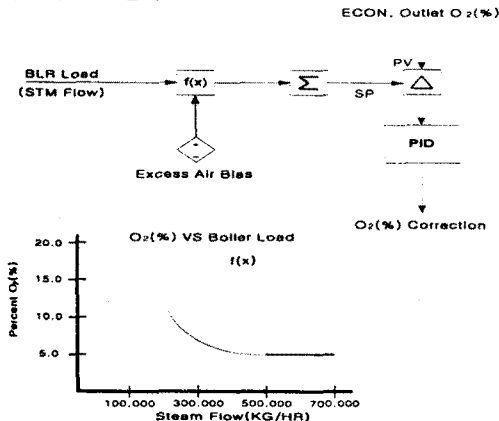 ECON. Outlet O₂(%)
BLR Load
(STM Flow)
f(x)
Σ
SP
PV
△
PID
+
−
Excess Air Bias
O₂(%) Correction
O₂(%) VS Boiler Load
f(x)
Percent O₂(%)
20.0
15.0
10.0
5.0
100,000 300,000 500,000 700,000
Steam Flow(KG/HR)